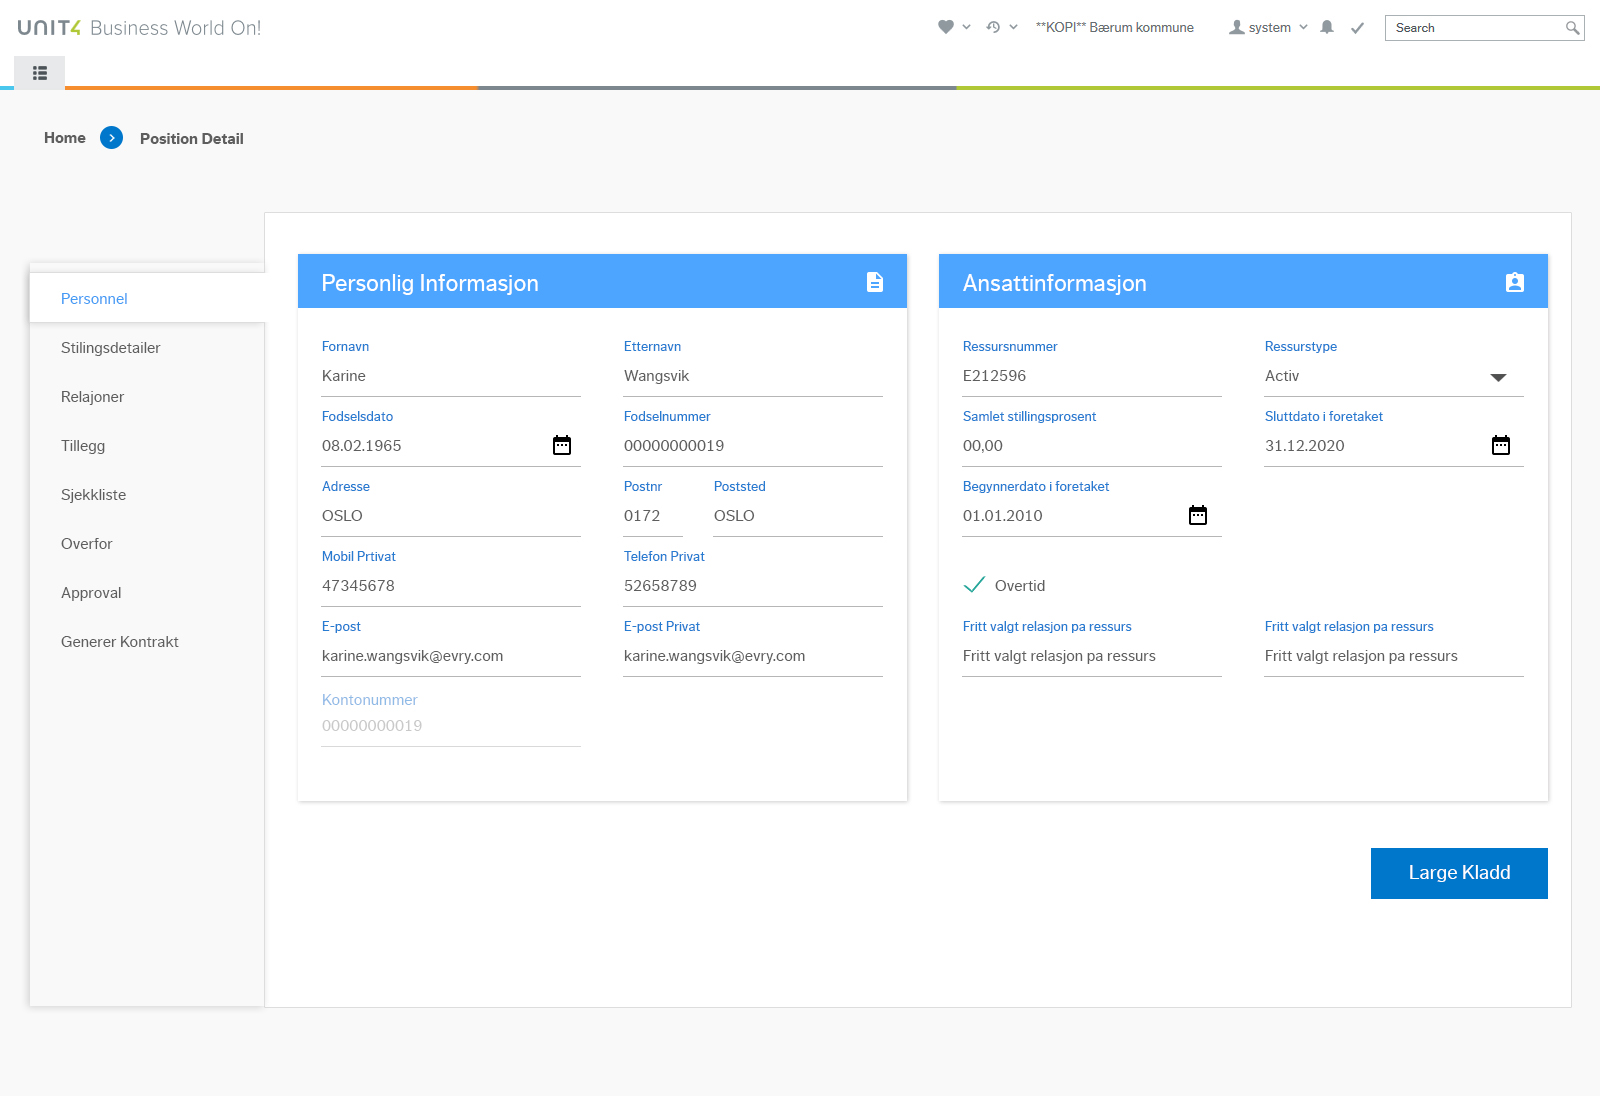 UNIT4 Business World On!
**KOPI** Bærum kommune
system
Search
Home
Position Detail
Personnel
Stilingsdetailer
Relajoner
Tillegg
Sjekkliste
Overfor
Approval
Generer Kontrakt
Personlig Informasjon
Fornavn
Etternavn
Karine
Wangsvik
Fodselsdato
Fodselnummer
08.02.1965
00000000019
Adresse
Postnr
Poststed
OSLO
0172
OSLO
Mobil Prtivat
Telefon Privat
47345678
52658789
E-post
E-post Privat
karine.wangsvik@evry.com
karine.wangsvik@evry.com
Kontonummer
00000000019
Ansattinformasjon
Ressursnummer
Ressurstype
E212596
Activ
Samlet stillingsprosent
Sluttdato i foretaket
00,00
31.12.2020
Begynnerdato i foretaket
01.01.2010
Overtid
Fritt valgt relasjon pa ressurs
Fritt valgt relasjon pa ressurs
Fritt valgt relasjon pa ressurs
Fritt valgt relasjon pa ressurs
Large Kladd